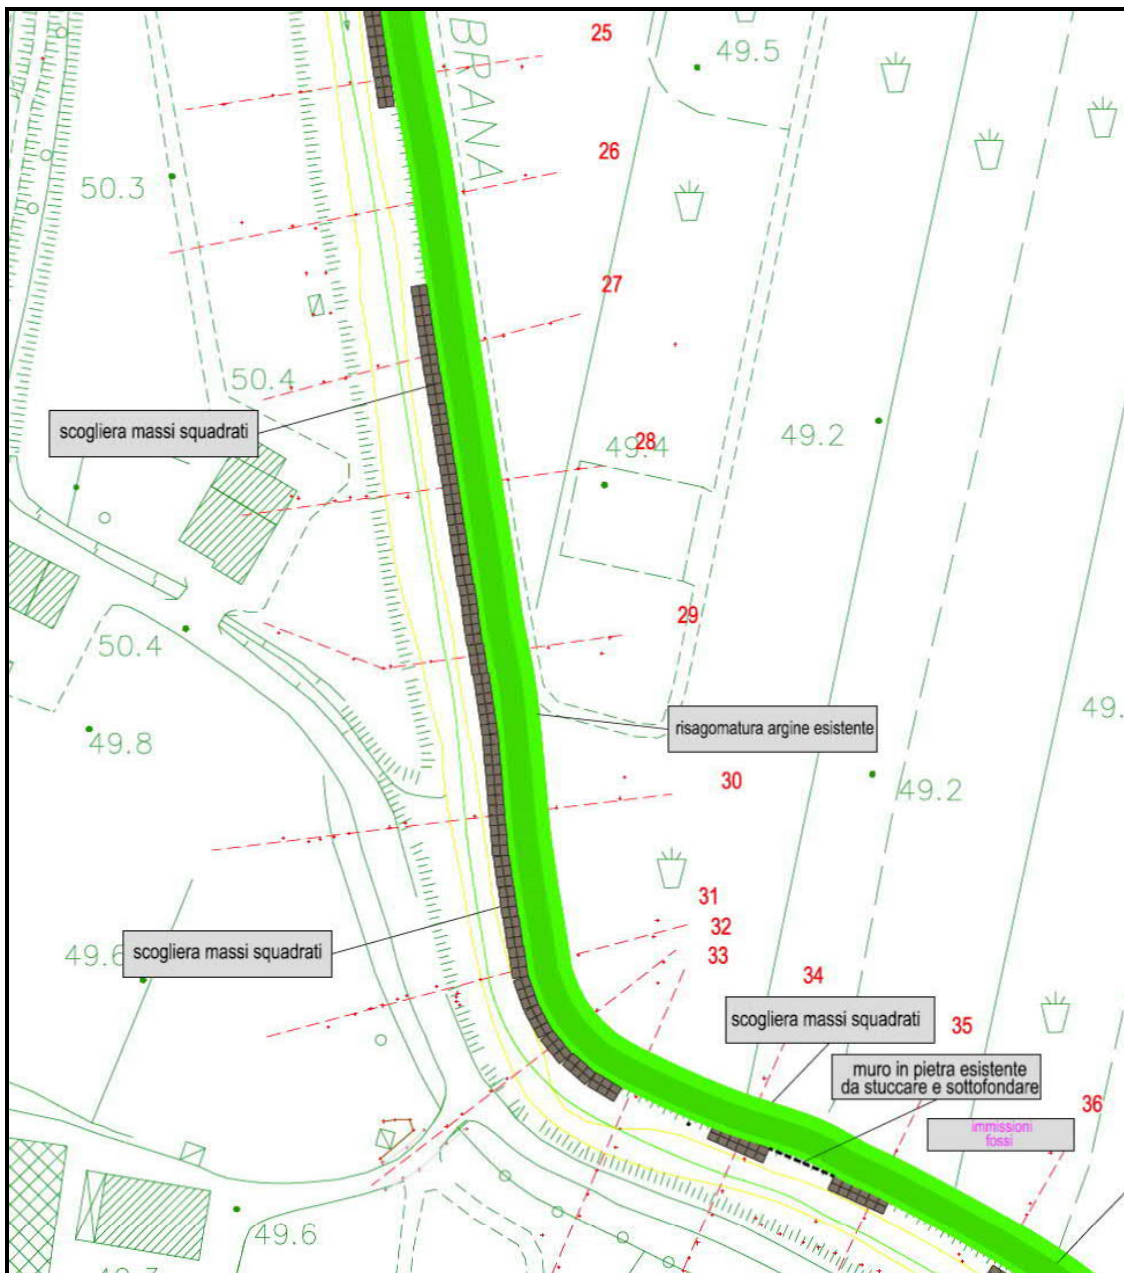 25
BRANA
49.5
26
50.3
27
50.4
scogliera massi squadrati
49.2
49.4
28
29
50.4
49.
risagomatura argine esistente
49.8
30
49.2
31
32
33
49.6
scogliera massi squadrati
34
scogliera massi squadrati
35
muro in pietra esistente
da stuccare e sottofondare
36
immissioni
fossi
49.6